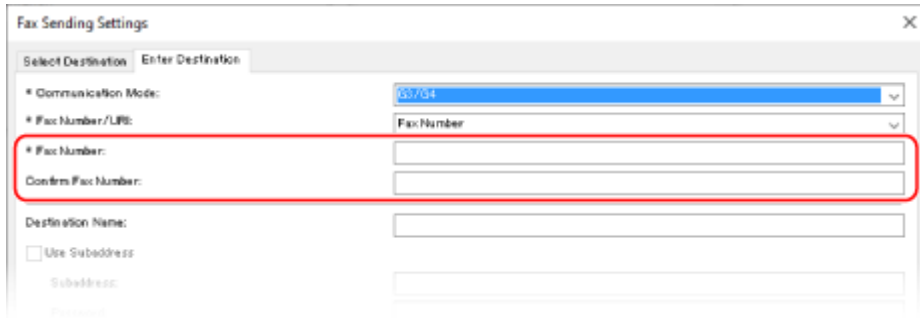 Fax Sending Settings
Select Destination Enter Destination
* Communication Mode: G3/G4
* Fax Number/URI: Fax Number
* Fax Number:
Confirm Fax Number:
Destination Name:
Use Subaddress
Subaddress:
Password: